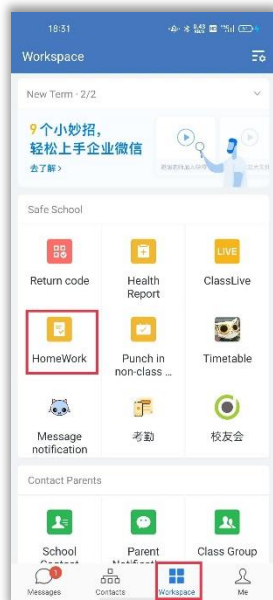 18:31
Workspace
New Term - 2/2
9个小妙招,
轻松上手企业微信
去了解>
Safe School
Return code
Health
Report
LIVE
ClassLive
HomeWork
Punch in
non-class ...
Timetable
Message
notification
考勤
校友会
Contact Parents
School
Parent
Class Group
1
Messages
Contacts
Workspace
Me